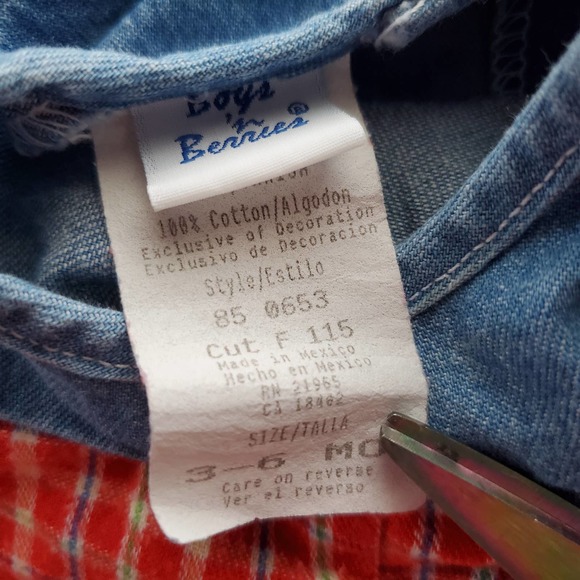 Boys
'n
Berries®
100% Cotton/Algodon
Exclusive of Decoration
Exclusivo de Decoracion
Style/Estilo
85 0653
Cut F 115
Made in Mexico
Hecho en Mexico
RN 21965
CA 18462
SIZE/TALLA
3-6 MO
Care on reverse
Ver el reverso